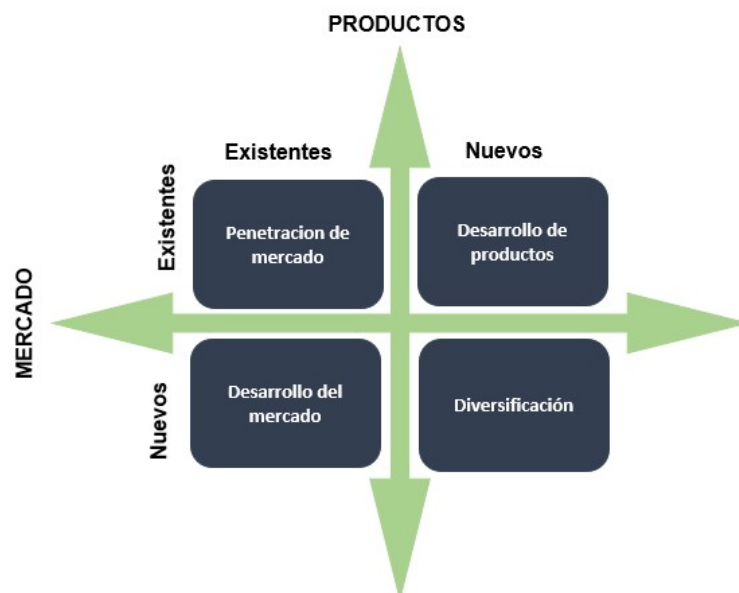 PRODUCTOS
Existentes
Nuevos
Existentes
Penetracion de
mercado
Desarrollo de
productos
MERCADO
Nuevos
Desarrollo del
mercado
Diversificación